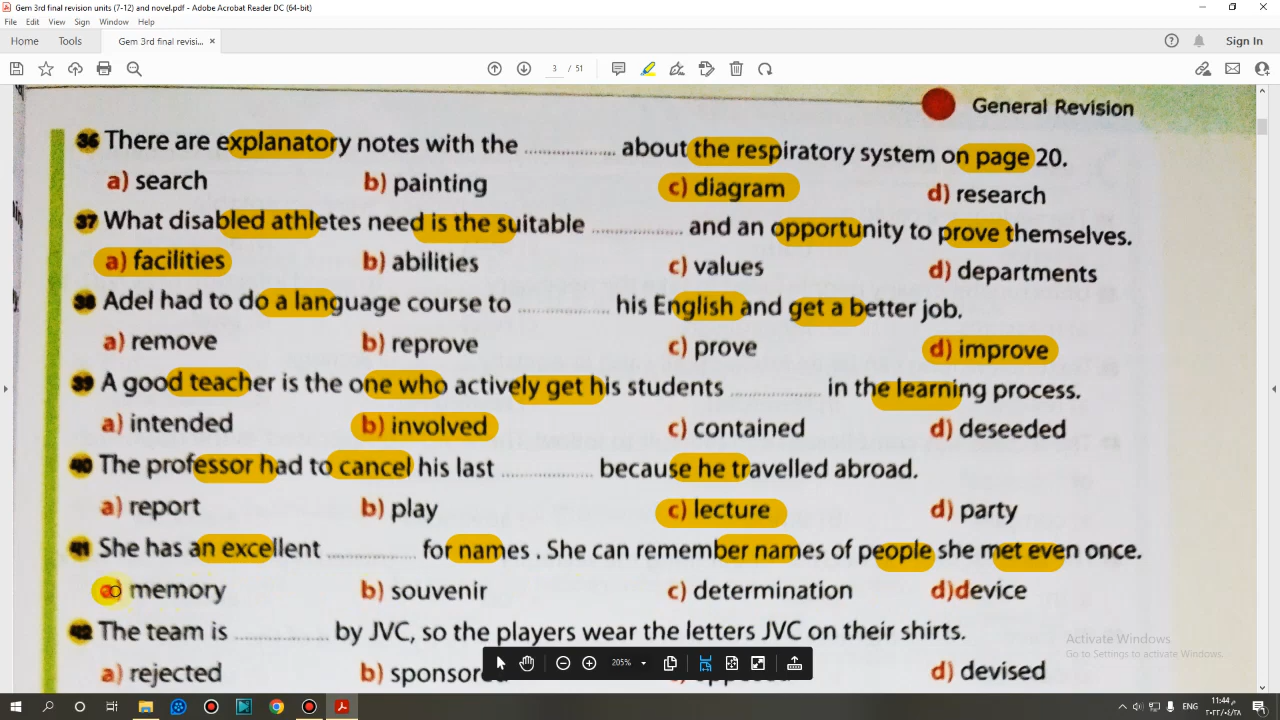 Gem 3rd final revision units (7-12) and novel.pdf - Adobe Acrobat Reader DC (64-bit)
File Edit View Sign Window Help
Home Tools Gem 3rd final revisi... × Sign In
3 / 51
General Revision
36 There are explanatory notes with the .................. about the respiratory system on page 20.
a) search b) painting c) diagram d) research
37 What disabled athletes need is the suitable .................. and an opportunity to prove themselves.
a) facilities b) abilities c) values d) departments
38 Adel had to do a language course to .................. his English and get a better job.
a) remove b) reprove c) prove d) improve
39 A good teacher is the one who actively get his students .................. in the learning process.
a) intended b) involved c) contained d) deseeded
40 The professor had to cancel his last .................. because he travelled abroad.
a) report b) play c) lecture d) party
41 She has an excellent .................. for names . She can remember names of people she met even once.
a) memory b) souvenir c) determination d)device
42 The team is .................. by JVC, so the players wear the letters JVC on their shirts.
a) rejected b) sponsored d) devised
205%
Activate Windows
Go to Settings to activate Windows.
ENG
11:44 م